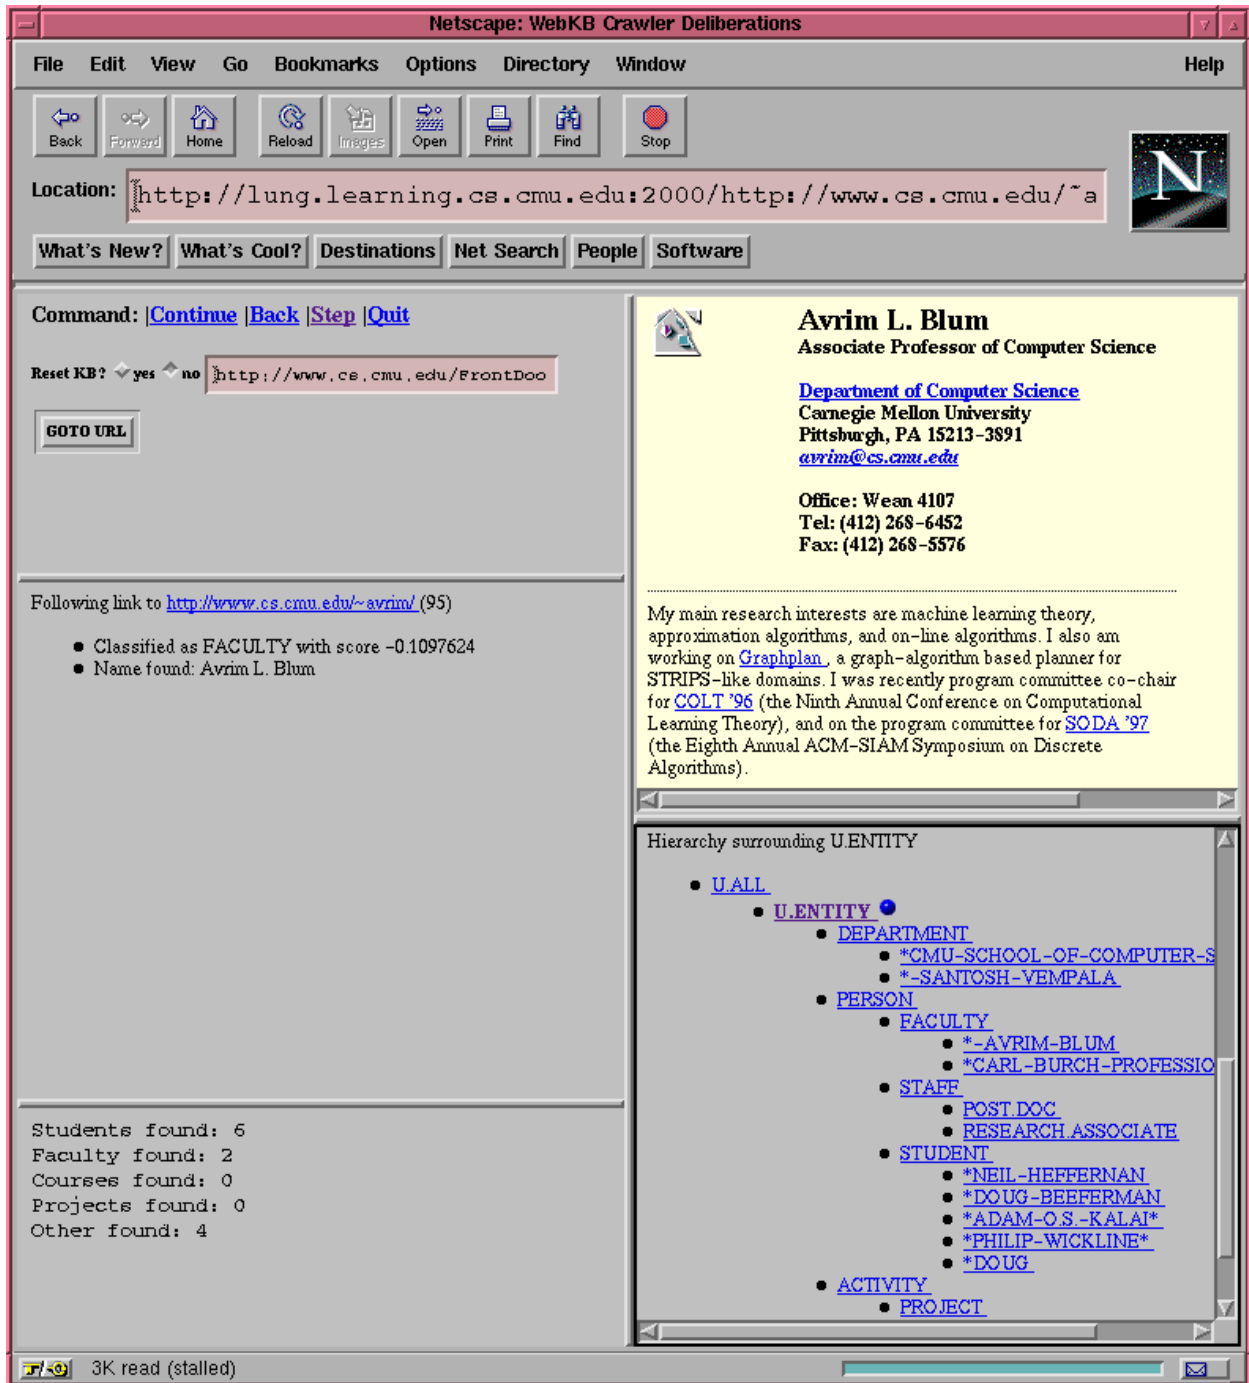 Netscape: WebKB Crawler Deliberations
File Edit View Go Bookmarks Options Directory Window Help
Back Forward Home Reload Images Open Print Find Stop
N
Location: http://lung.learning.cs.cmu.edu:2000/http://www.cs.cmu.edu/~a
What's New? What's Cool? Destinations Net Search People Software
Command: |Continue |Back |Step |Quit
Reset KB? yes no http://www.cs.cmu.edu/FrontDoo
GOTO URL
Following link to http://www.cs.cmu.edu/~avrim/ (95)
Classified as FACULTY with score -0.1097624
Name found: Avrim L. Blum
Students found: 6
Faculty found: 2
Courses found: 0
Projects found: 0
Other found: 4
Avrim L. Blum
Associate Professor of Computer Science
Department of Computer Science
Carnegie Mellon University
Pittsburgh, PA 15213-3891
avrim@cs.cmu.edu
Office: Wean 4107
Tel: (412) 268-6452
Fax: (412) 268-5576
My main research interests are machine learning theory,
approximation algorithms, and on-line algorithms. I also am
working on Graphplan , a graph-algorithm based planner for
STRIPS-like domains. I was recently program committee co-chair
for COLT '96 (the Ninth Annual Conference on Computational
Learning Theory), and on the program committee for SODA '97
(the Eighth Annual ACM-SIAM Symposium on Discrete
Algorithms).
Hierarchy surrounding U.ENTITY
U.ALL
U.ENTITY
DEPARTMENT
*CMU-SCHOOL-OF-COMPUTER-S
*-SANTOSH-VEMPALA
PERSON
FACULTY
*-AVRIM-BLUM
*CARL-BURCH-PROFESSIO
STAFF
POST.DOC
RESEARCH.ASSOCIATE
STUDENT
*NEIL-HEFFERNAN
*DOUG-BEEFERMAN
*ADAM-O.S.-KALAI*
*PHILIP-WICKLINE*
*DOUG
ACTIVITY
PROJECT
3K read (stalled)